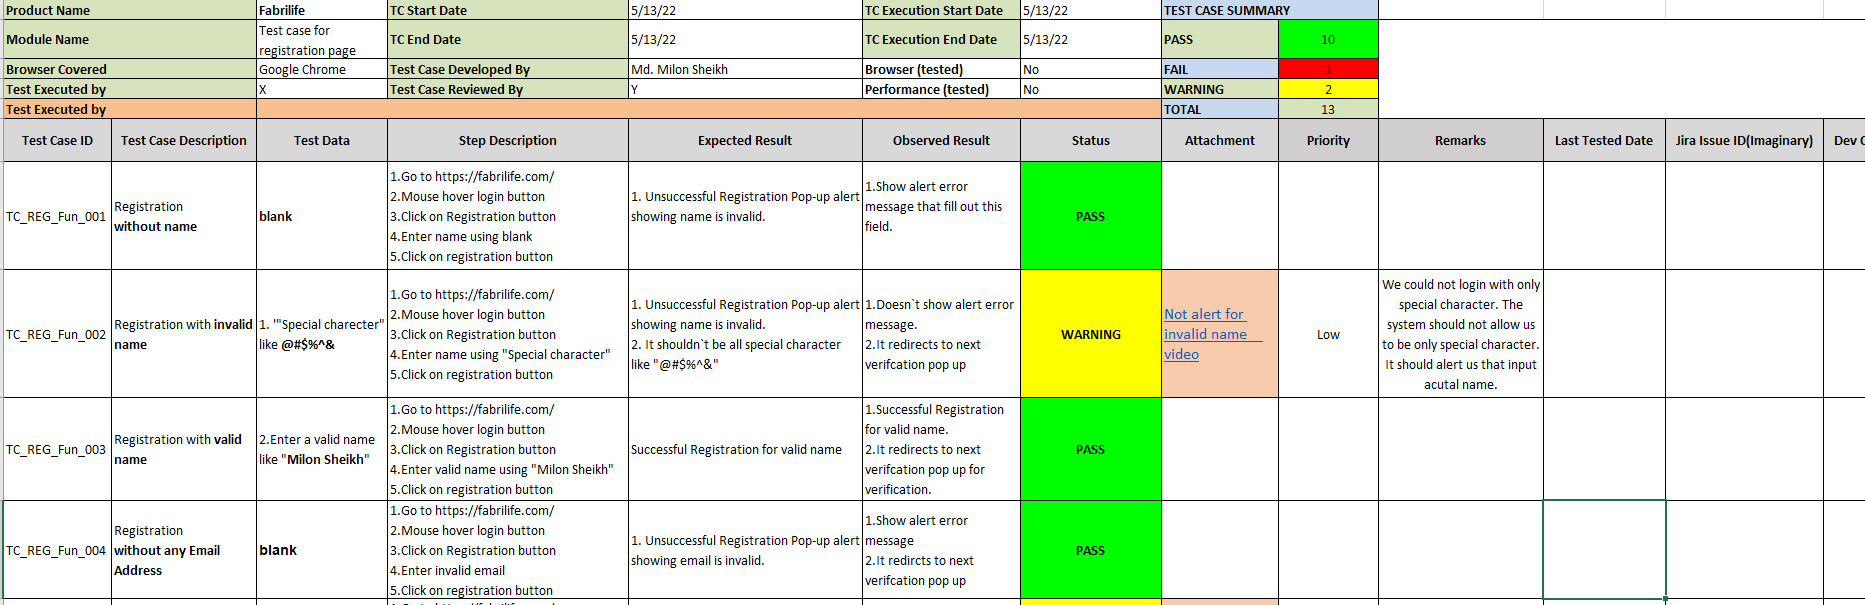 Product Name Fabrilife TC Start Date 5/13/22 TC Execution Start Date 5/13/22 TEST CASE SUMMARY
Module Name Test case for registration page TC End Date 5/13/22 TC Execution End Date 5/13/22 PASS 10
Browser Covered Google Chrome Test Case Developed By Md. Milon Sheikh Browser (tested) No FAIL 1
Test Executed by X Test Case Reviewed By Y Performance (tested) No WARNING 2
Test Executed by TOTAL 13
Test Case ID Test Case Description Test Data Step Description Expected Result Observed Result Status Attachment Priority Remarks Last Tested Date Jira Issue ID(Imaginary) Dev C
TC_REG_Fun_001
Registration
without name
blank
1.Go to https://fabrilife.com/
2.Mouse hover login button
3.Click on Registration button
4.Enter name using blank
5.Click on registration button
1. Unsuccessful Registration Pop-up alert
showing name is invalid.
1.Show alert error
message that fill out this
field.
PASS
TC_REG_Fun_002
Registration with invalid
name
1. '"Special charecter"
like @#$%^&
1.Go to https://fabrilife.com/
2.Mouse hover login button
3.Click on Registration button
4.Enter name using "Special character"
5.Click on registration button
1. Unsuccessful Registration Pop-up alert
showing name is invalid.
2. It shouldn`t be all special character
like "@#$%^&"
1.Doesn`t show alert error
message.
2.It redirects to next
verifcation pop up
WARNING
Not alert for
invalid name
video
Low
We could not login with only
special character. The
system should not allow us
to be only special character.
It should alert us that input
acutal name.
TC_REG_Fun_003
Registration with valid
name
2.Enter a valid name
like "Milon Sheikh"
1.Go to https://fabrilife.com/
2.Mouse hover login button
3.Click on Registration button
4.Enter valid name using "Milon Sheikh"
5.Click on registration button
Successful Registration for valid name
1.Successful Registration
for valid name.
2.It redirects to next
verifcation pop up for
verification.
PASS
TC_REG_Fun_004
Registration
without any Email
Address
blank
1.Go to https://fabrilife.com/
2.Mouse hover login button
3.Click on Registration button
4.Enter invalid email
5.Click on registration button
1. Unsuccessful Registration Pop-up alert
showing email is invalid.
1.Show alert error
message
2.It redircts to next
verifcation pop up
PASS